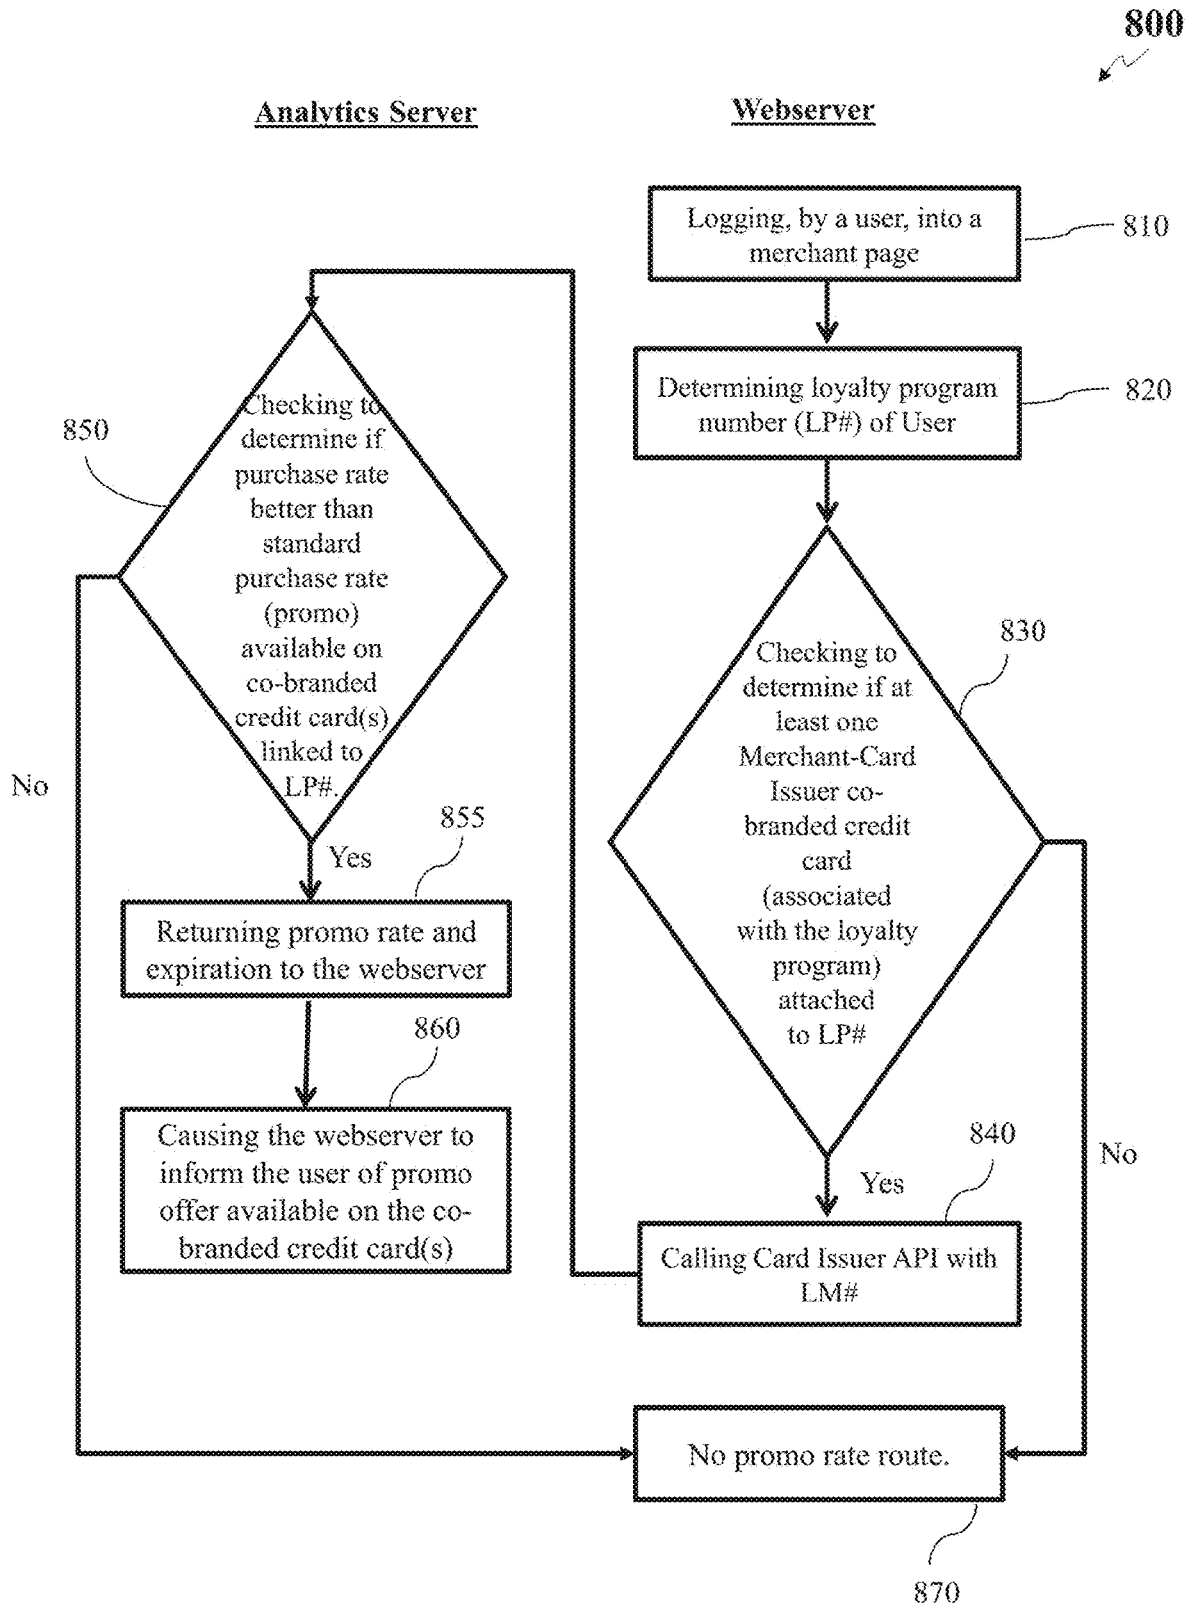 800
Analytics Server
Webserver
Logging, by a user, into a
merchant page
810
Determining loyalty program
number (LP#) of User
820
Checking to
determine if at
least one
Merchant-Card
Issuer co-
branded credit
card
(associated
with the loyalty
program)
attached
to LP#
830
Yes
No
Calling Card Issuer API with
LM#
840
Checking to
determine if
purchase rate
better than
standard
purchase rate
(promo)
available on
co-branded
credit card(s)
linked to
LP#.
850
No
Yes
Returning promo rate and
expiration to the webserver
855
Causing the webserver to
inform the user of promo
offer available on the co-
branded credit card(s)
860
No promo rate route.
870